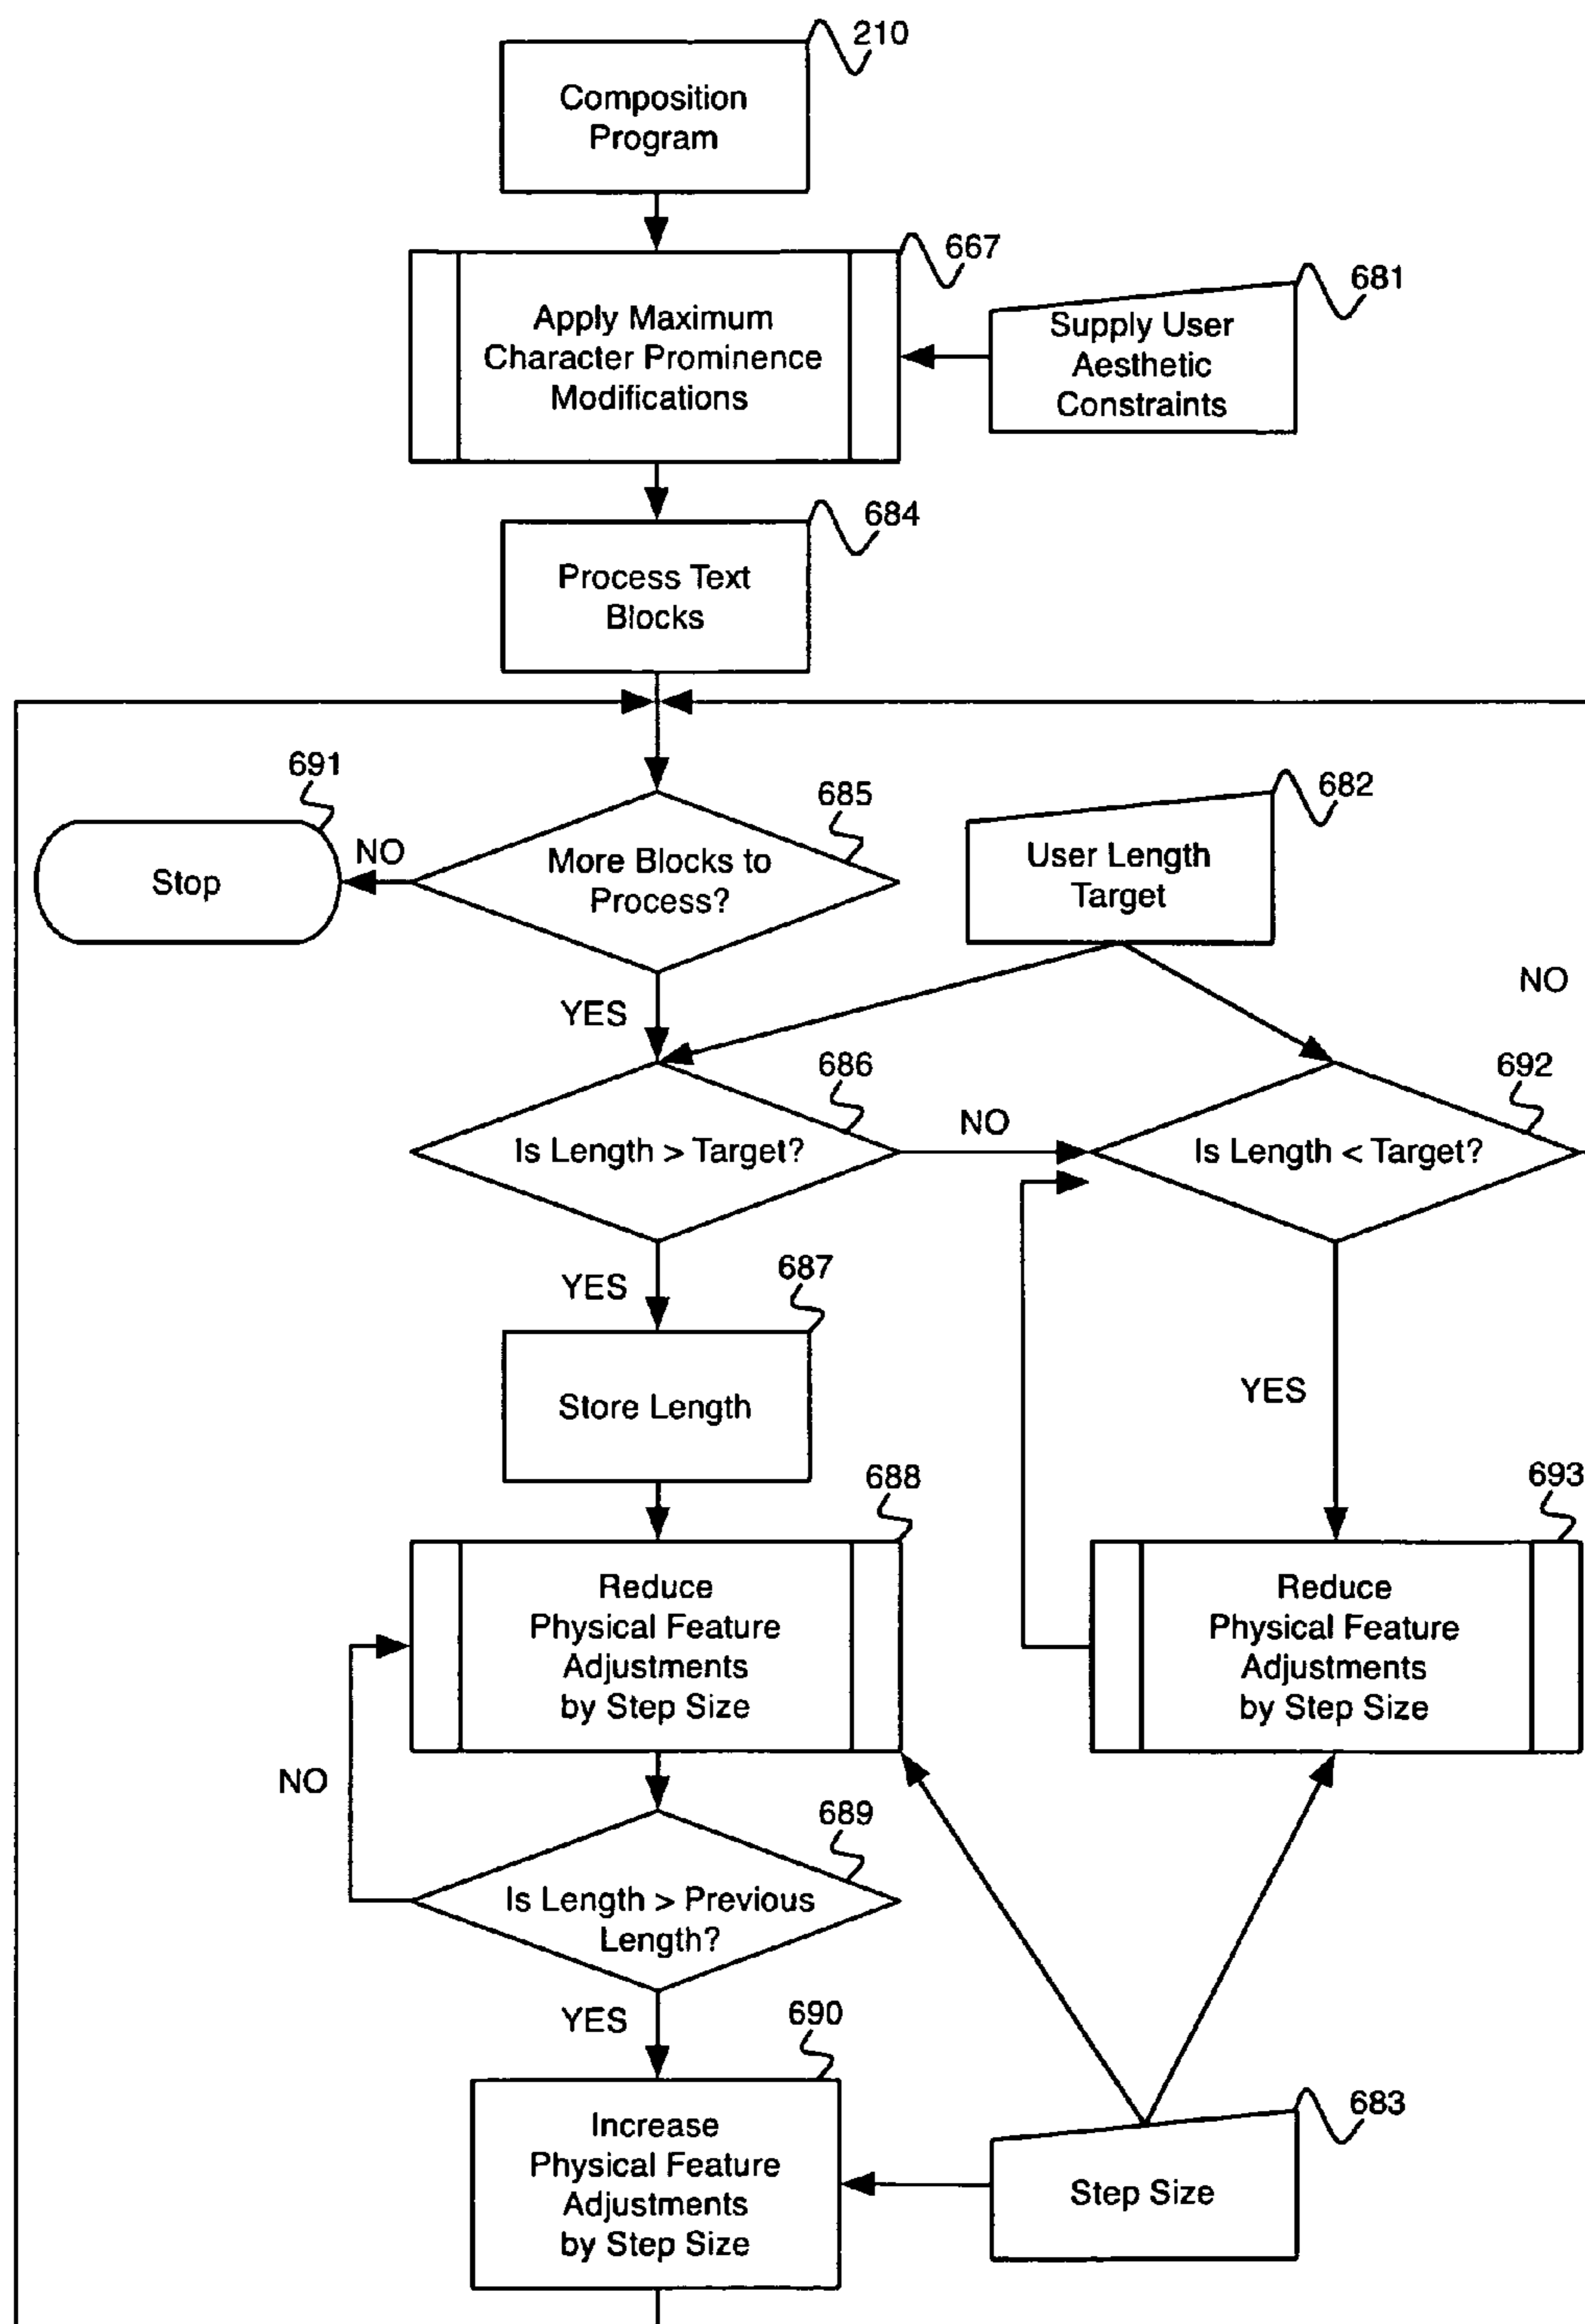 210
Composition
Program
667
Apply Maximum
Character Prominence
Modifications
681
Supply User
Aesthetic
Constraints
684
Process Text
Blocks
691
Stop
NO
685
More Blocks to
Process?
682
User Length
Target
NO
YES
686
Is Length > Target?
NO
692
Is Length < Target?
YES
687
Store Length
YES
688
Reduce
Physical Feature
Adjustments
by Step Size
693
Reduce
Physical Feature
Adjustments
by Step Size
NO
689
Is Length > Previous
Length?
YES
690
Increase
Physical Feature
Adjustments
by Step Size
683
Step Size